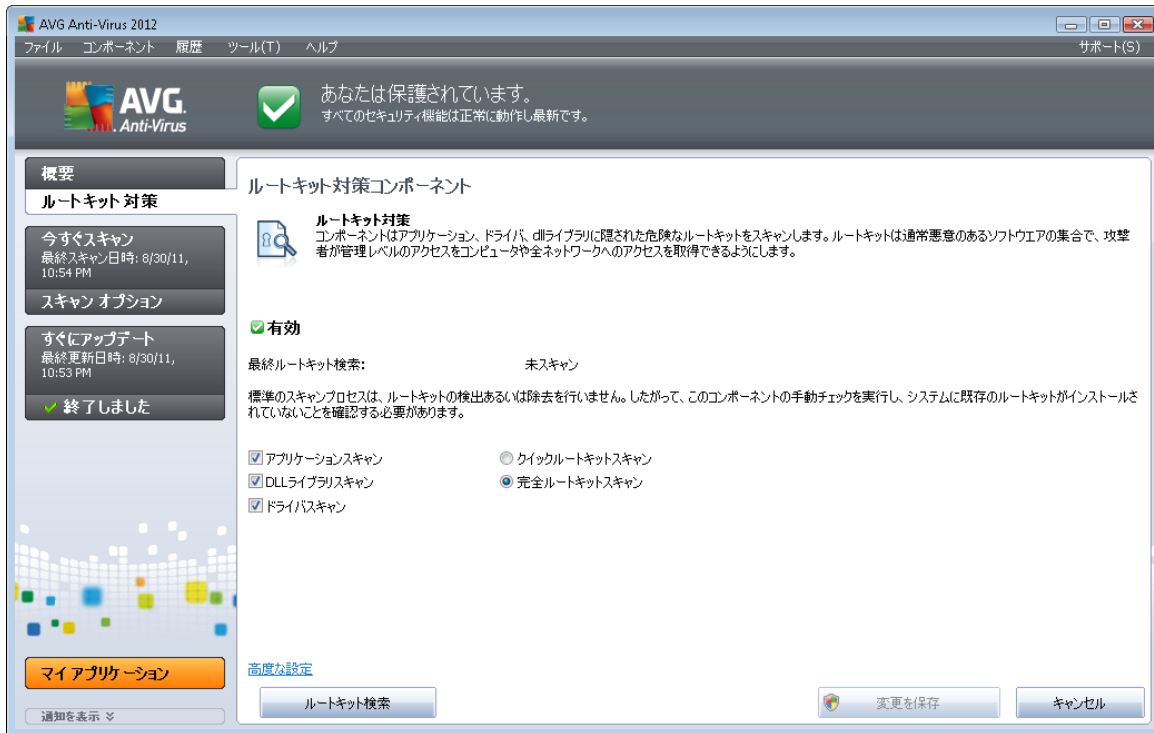 AVG Anti-Virus 2012
ファイル コンポーネント 履歴 ツール(T) ヘルプ サポート(S)
AVG.
Anti-Virus
あなたは保護されています。
すべてのセキュリティ機能は正常に動作し最新です。
概要
ルートキット対策
今すぐスキャン
最終スキャン日時: 8/30/11,
10:54 PM
スキャン オプション
すぐにアップデート
最終更新日時: 8/30/11,
10:53 PM
終了しました
マイ アプリケーション
通知を表示
ルートキット対策コンポーネント
ルートキット対策
コンポーネントはアプリケーション、ドライバ、dllライブラリに隠された危険なルートキットをスキャンします。ルートキットは通常悪意のあるソフトウエアの集合で、攻撃
者が管理レベルのアクセスをコンピュータや全ネットワークへのアクセスを取得できるようにします。
有効
最終ルートキット検索: 未スキャン
標準のスキャンプロセスは、ルートキットの検出あるいは除去を行いません。したがって、このコンポーネントの手動チェックを実行し、システムに既存のルートキットがインストールさ
れていないことを確認する必要があります。
アプリケーションスキャン クイックルートキットスキャン
DLLライブラリスキャン 完全ルートキットスキャン
ドライバスキャン
高度な設定
ルートキット検索 変更を保存 キャンセル